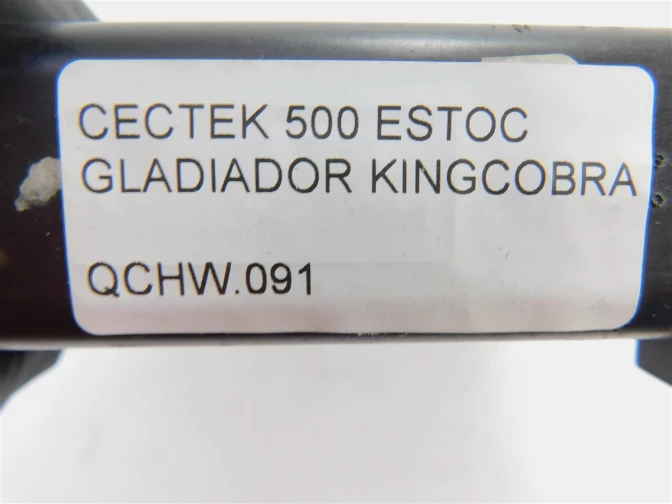 CECTEK 500 ESTOC
GLADIADOR KINGCOBRA
QCHW.091